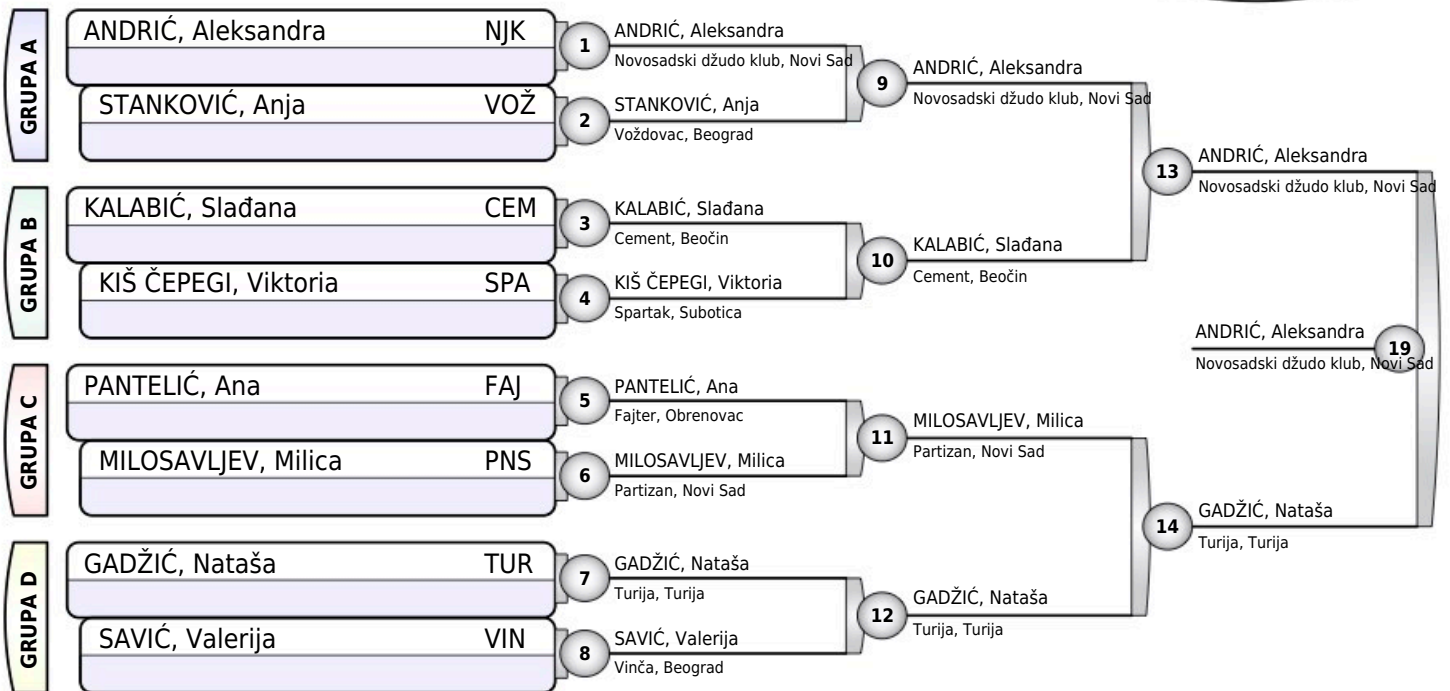 GRUPA A
ANDRIĆ, Aleksandra NJK
STANKOVIĆ, Anja VOŽ
GRUPA B
KALABIĆ, Slađana CEM
KIŠ ČEPEGI, Viktoria SPA
GRUPA C
PANTELIĆ, Ana FAJ
MILOSAVLJEV, Milica PNS
GRUPA D
GADŽIĆ, Nataša TUR
SAVIĆ, Valerija VIN
1
ANDRIĆ, Aleksandra
Novosadski džudo klub, Novi Sad
2
STANKOVIĆ, Anja
Voždovac, Beograd
3
KALABIĆ, Slađana
Cement, Beočin
4
KIŠ ČEPEGI, Viktoria
Spartak, Subotica
5
PANTELIĆ, Ana
Fajter, Obrenovac
6
MILOSAVLJEV, Milica
Partizan, Novi Sad
7
GADŽIĆ, Nataša
Turija, Turija
8
SAVIĆ, Valerija
Vinča, Beograd
9
ANDRIĆ, Aleksandra
Novosadski džudo klub, Novi Sad
10
KALABIĆ, Slađana
Cement, Beočin
11
MILOSAVLJEV, Milica
Partizan, Novi Sad
12
GADŽIĆ, Nataša
Turija, Turija
13
ANDRIĆ, Aleksandra
Novosadski džudo klub, Novi Sad
14
GADŽIĆ, Nataša
Turija, Turija
ANDRIĆ, Aleksandra
19
Novosadski džudo klub, Novi Sad